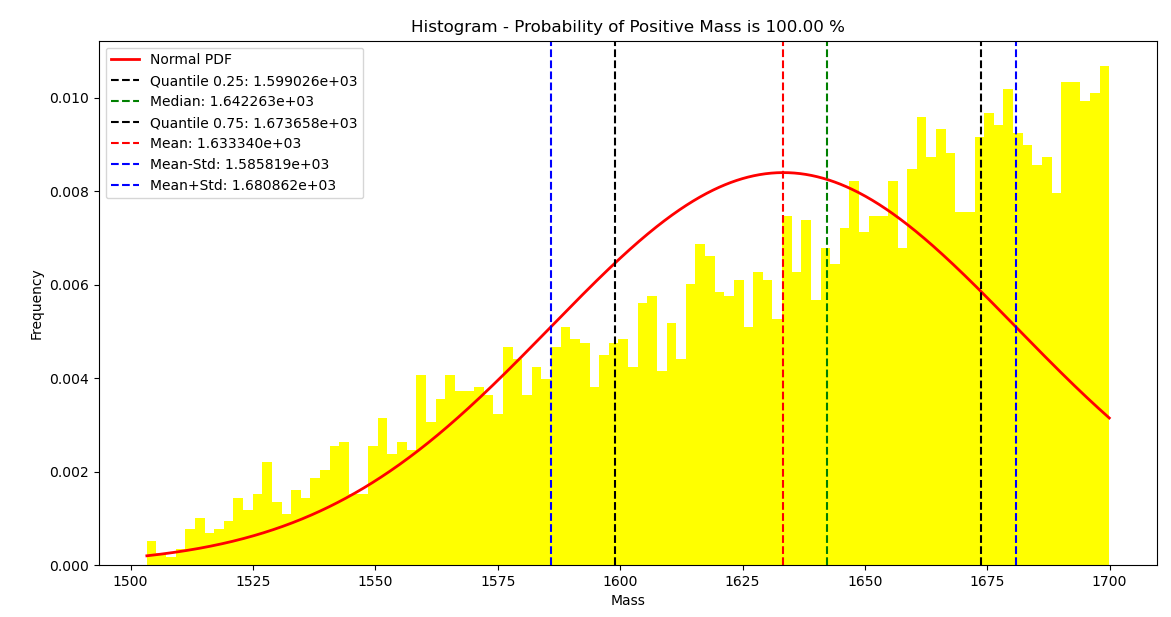 Histogram - Probability of Positive Mass is 100.00 %
Normal PDF
Quantile 0.25: 1.599026e+03
Median: 1.642263e+03
Quantile 0.75: 1.673658e+03
Mean: 1.633340e+03
Mean-Std: 1.585819e+03
Mean+Std: 1.680862e+03
Frequency
0.010
0.008
0.006
0.004
0.002
0.000
1500 1525 1550 1575 1600 1625 1650 1675 1700
Mass